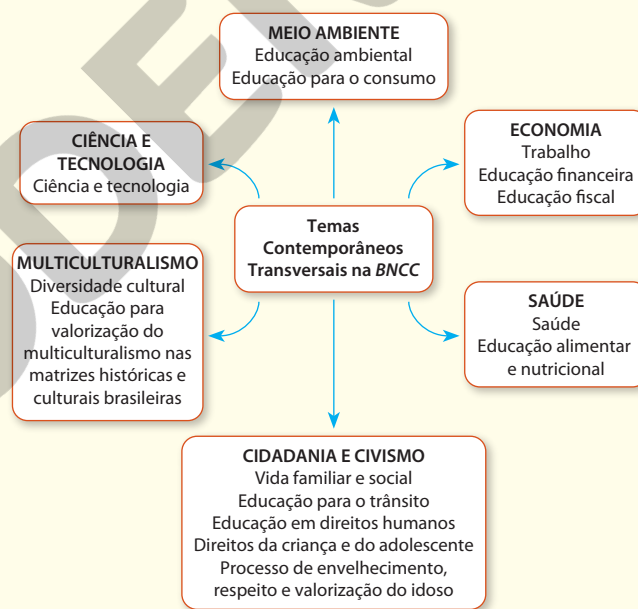 MEIO AMBIENTE
Educação ambiental
Educação para o consumo
CIÊNCIA E
TECNOLOGIA
Ciência e tecnologia
ECONOMIA
Trabalho
Educação financeira
Educação fiscal
Temas
Contemporâneos
Transversais na BNCC
MULTICULTURALISMO
Diversidade cultural
Educação para
valorização do
multiculturalismo nas
matrizes históricas e
culturais brasileiras
SAÚDE
Saúde
Educação alimentar
e nutricional
CIDADANIA E CIVISMO
Vida familiar e social
Educação para o trânsito
Educação em direitos humanos
Direitos da criança e do adolescente
Processo de envelhecimento,
respeito e valorização do idoso